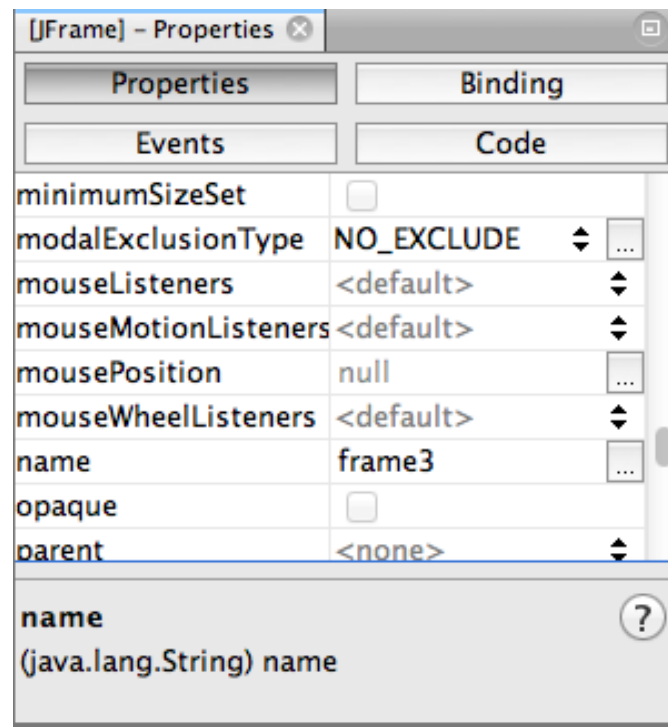 [JFrame] – Properties
Properties Binding
Events Code
minimumSizeSet
modalExclusionType NO_EXCLUDE ...
mouseListeners <default>
mouseMotionListeners <default>
mousePosition null ...
mouseWheelListeners <default>
name frame3 ...
opaque
parent <none>
name ?
(java.lang.String) name